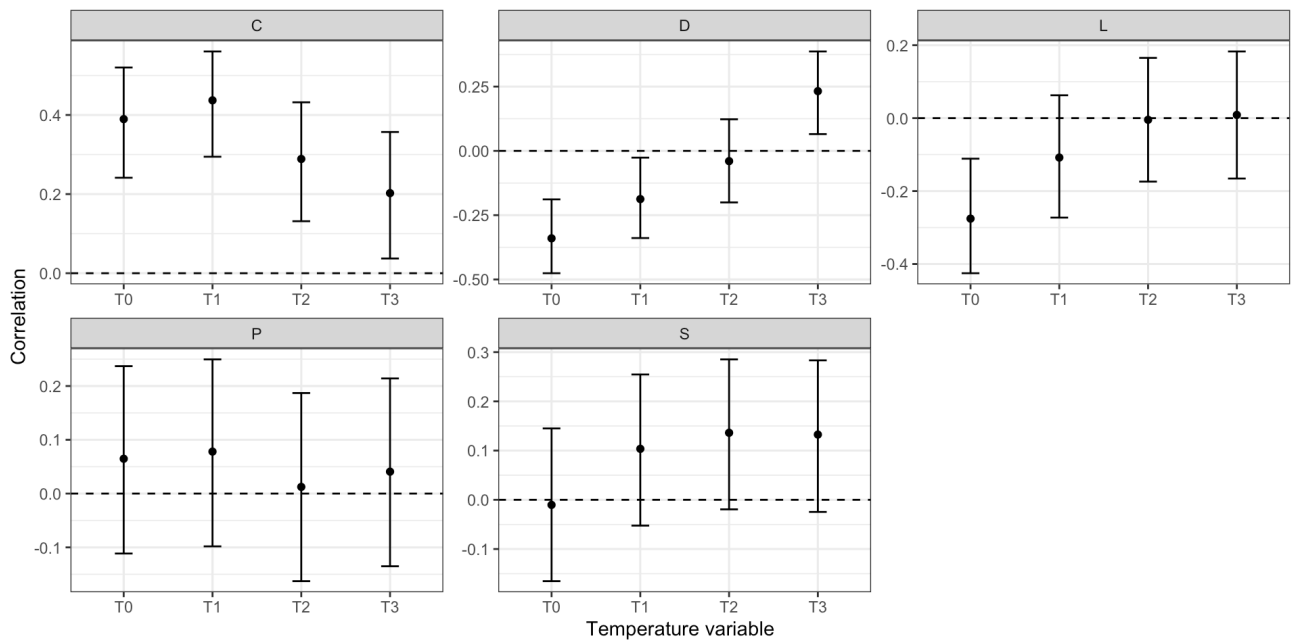 C
D
L
0.4
0.2
0.0
0.25
0.00
-0.25
-0.50
0.2
0.0
-0.2
-0.4
T0 T1 T2 T3
T0 T1 T2 T3
T0 T1 T2 T3
Correlation
P
S
0.2
0.1
0.0
-0.1
0.3
0.2
0.1
0.0
-0.1
T0 T1 T2 T3
T0 T1 T2 T3
Temperature variable